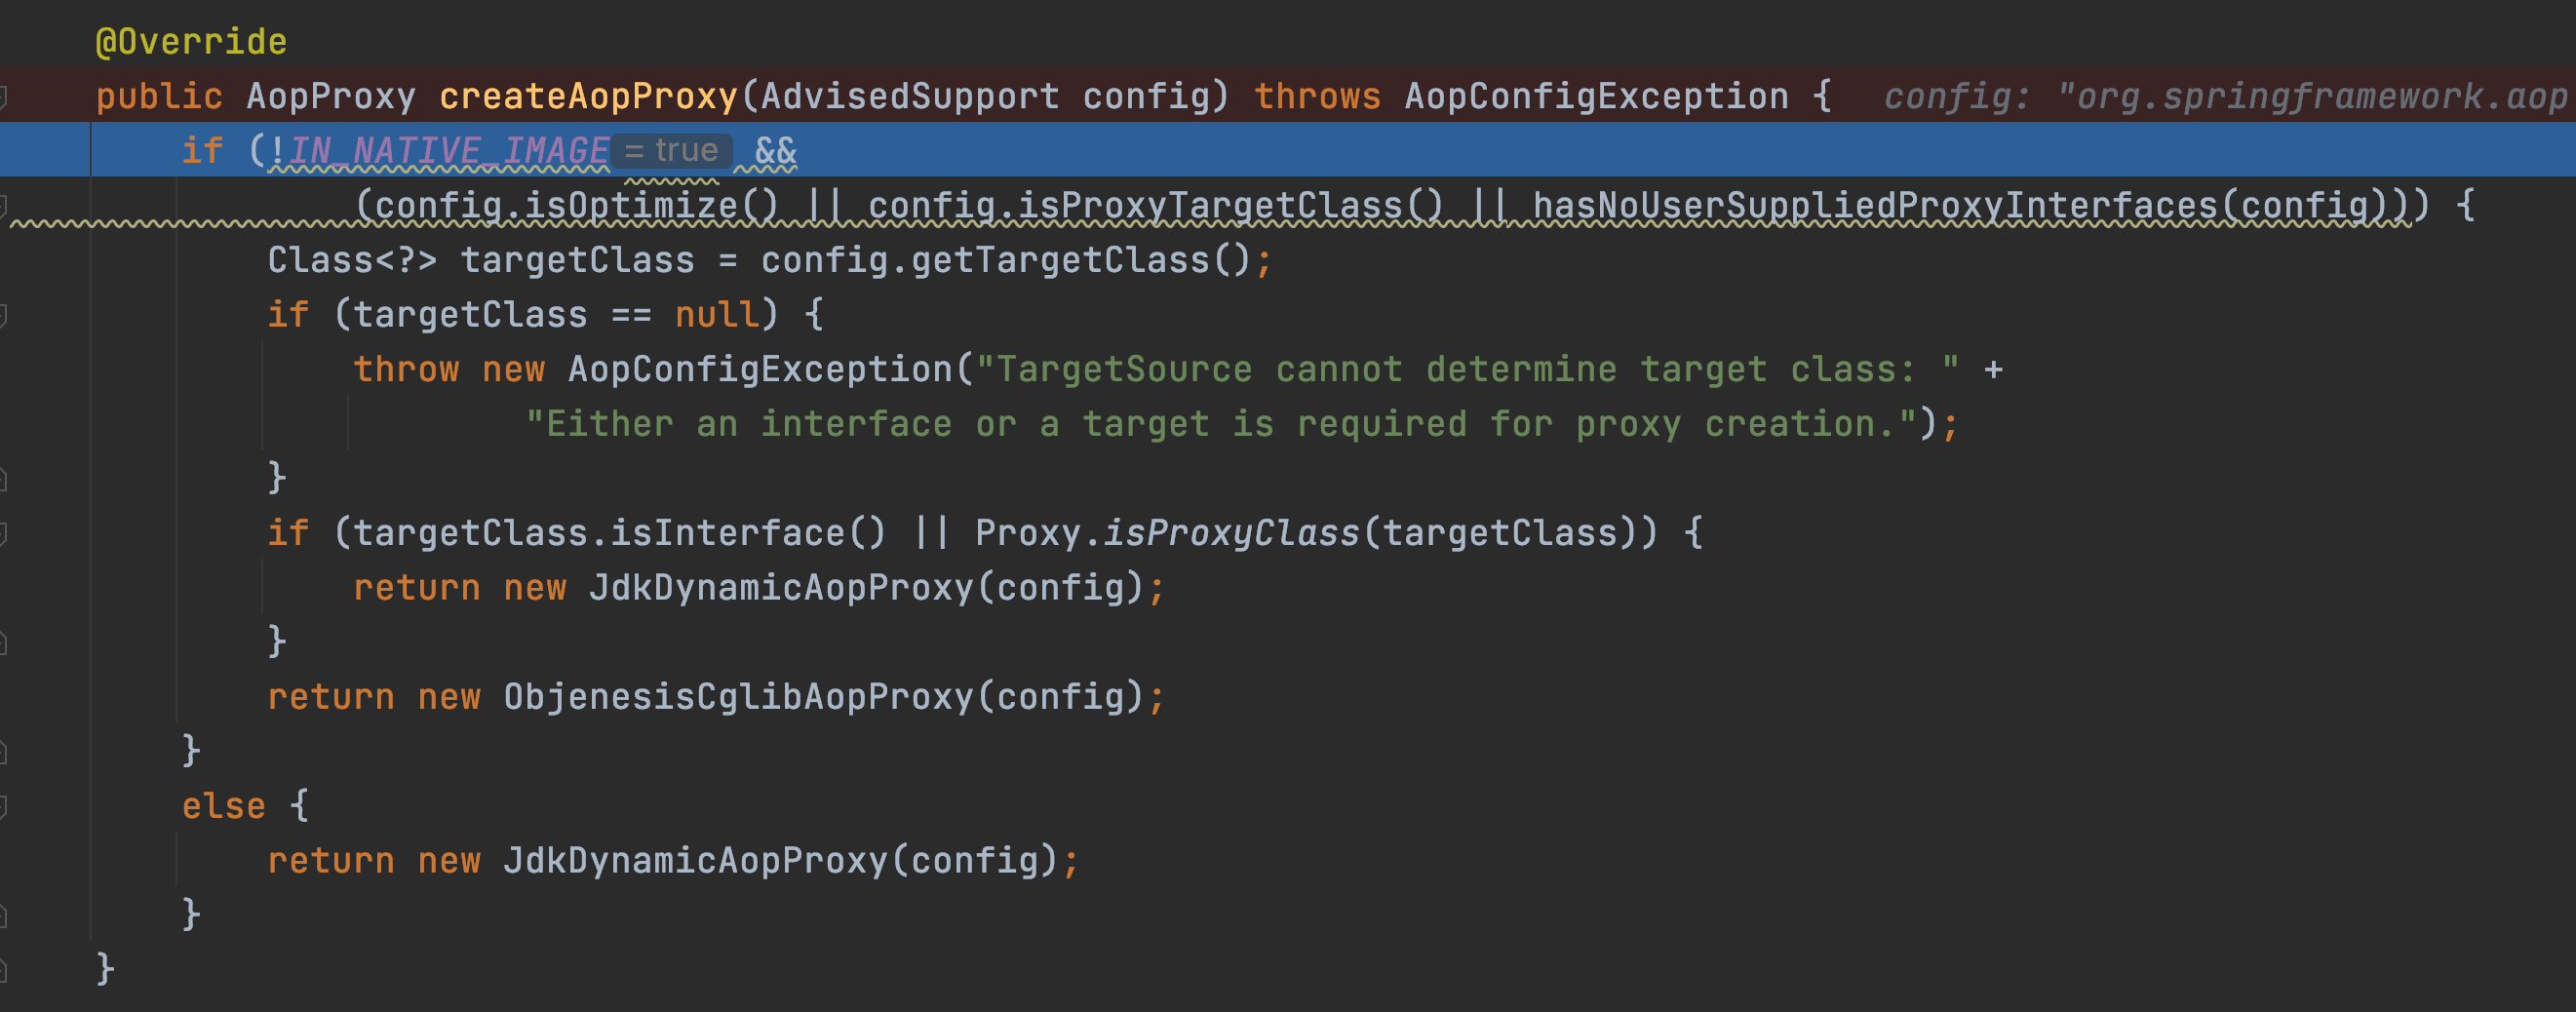 @Override
public AopProxy createAopProxy(AdvisedSupport config) throws AopConfigException { config: "org.springframework.aop
if (!IN_NATIVE_IMAGE = true &&
(config.isOptimize() || config.isProxyTargetClass() || hasNoUserSuppliedProxyInterfaces(config))) {
Class<?> targetClass = config.getTargetClass();
if (targetClass == null) {
throw new AopConfigException("TargetSource cannot determine target class: " +
"Either an interface or a target is required for proxy creation.");
}
if (targetClass.isInterface() || Proxy.isProxyClass(targetClass)) {
return new JdkDynamicAopProxy(config);
}
return new ObjenesisCglibAopProxy(config);
}
else {
return new JdkDynamicAopProxy(config);
}
}